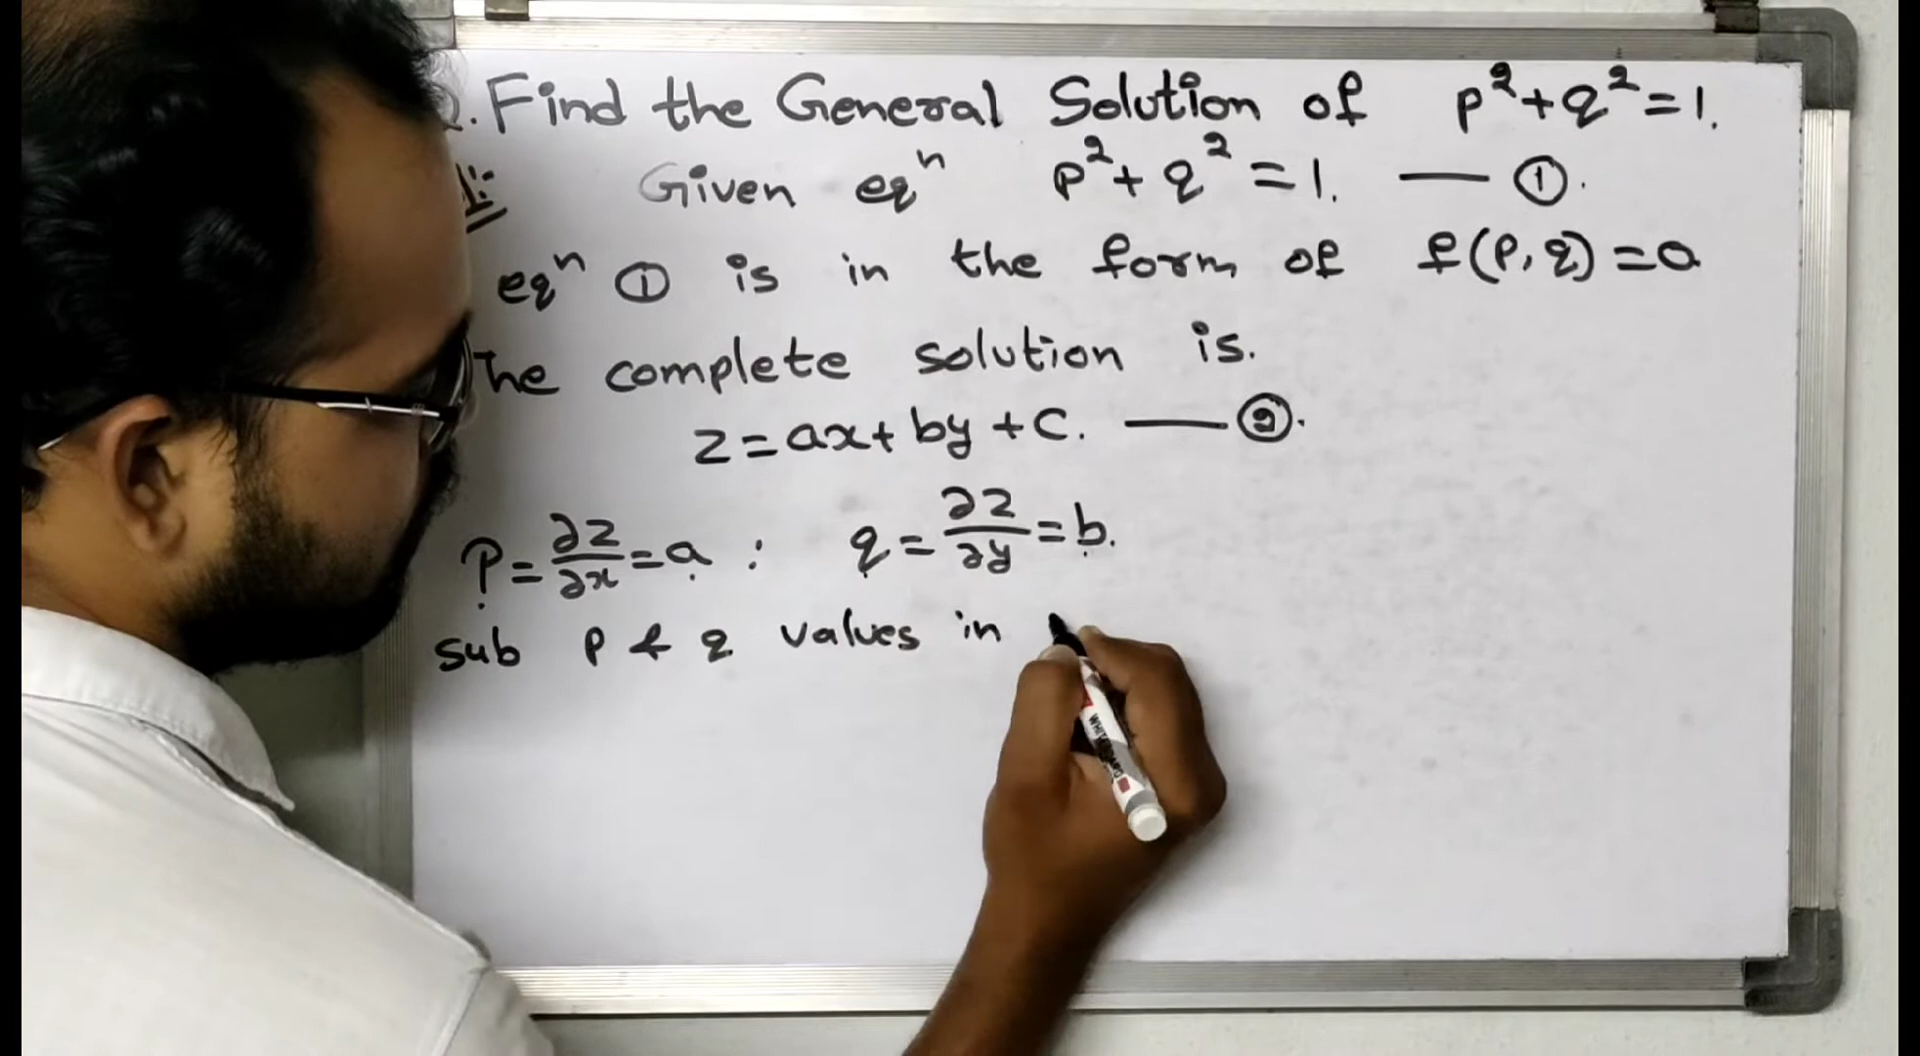 . Find the General Solution of p²+q²=1.
Given eqⁿ p²+q²=1. — ①.
eqⁿ ① is in the form of f(p,q)=a
The complete solution is.
z=ax+by+c. — ②.
P=∂z/∂x=a : q=∂z/∂y=b.
sub p & q values in